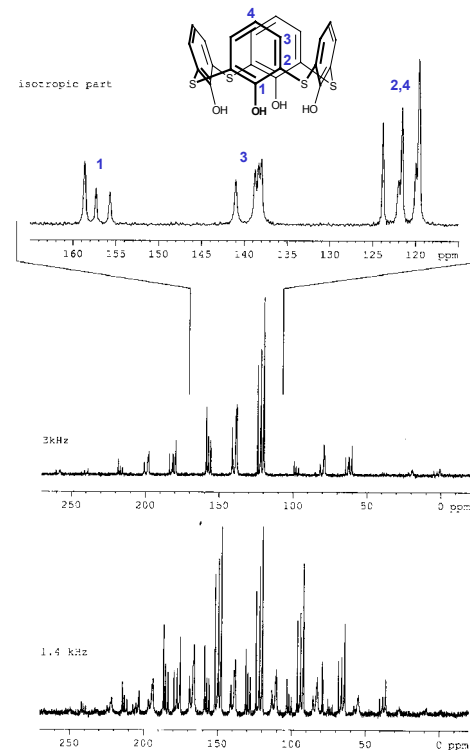 4
3
S S 2 S S
1
OH OH OH OH
isotropic part
1 3 2,4
160 155 150 145 140 135 130 125 120 ppm
3kHz
250 200 150 100 50 0 ppm
1.4 kHz
250 200 150 100 50 0 ppm